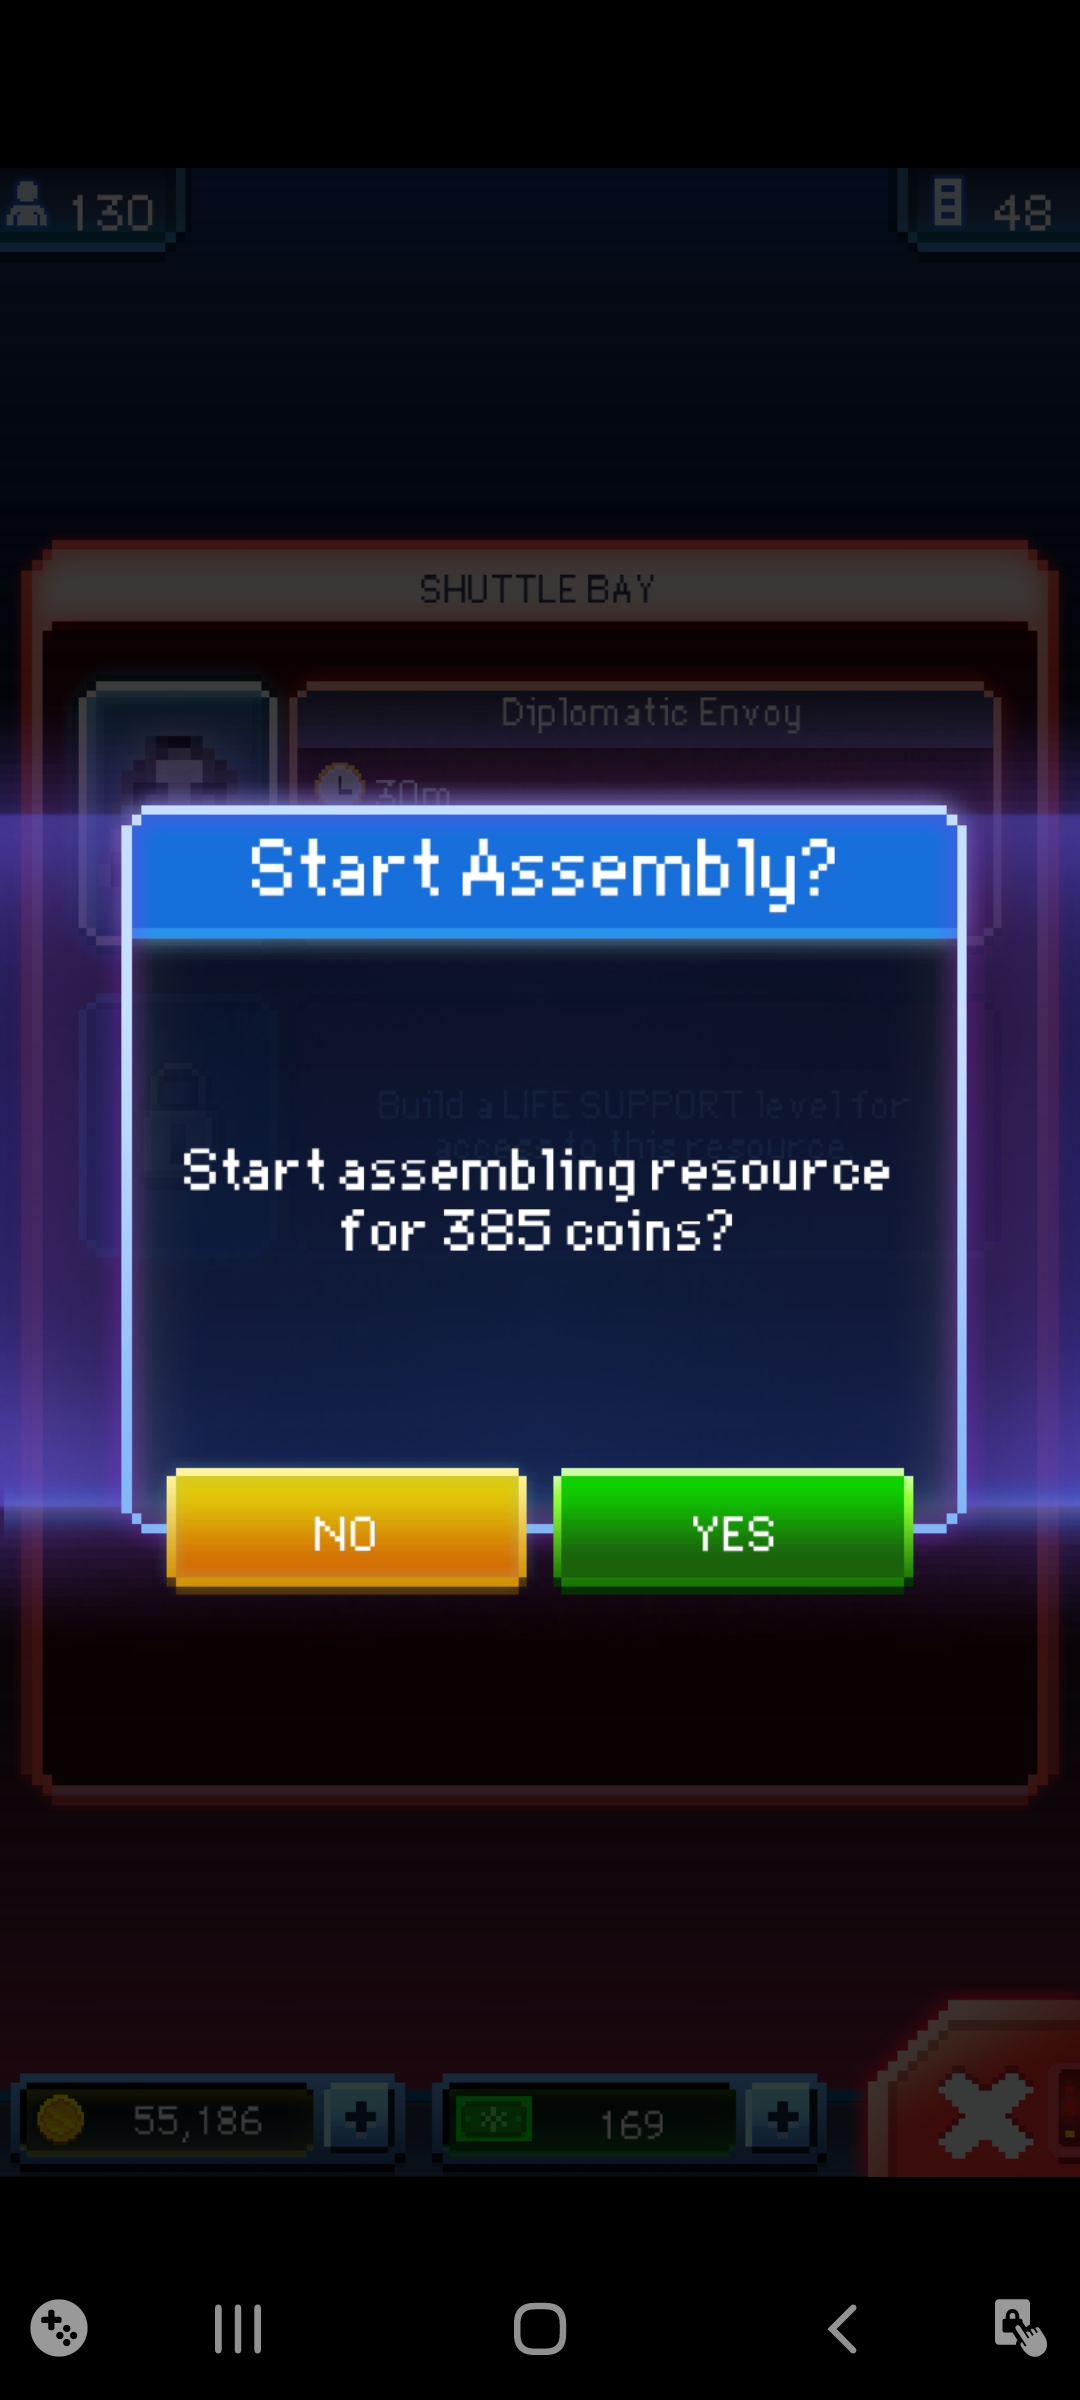 130
48
SHUTTLE BAY
Diplomatic Envoy
30m
Start Assembly?
Build a LIFE SUPPORT level for
access to this resource
Start assembling resource
for 385 coins?
NO
YES
55,186
169